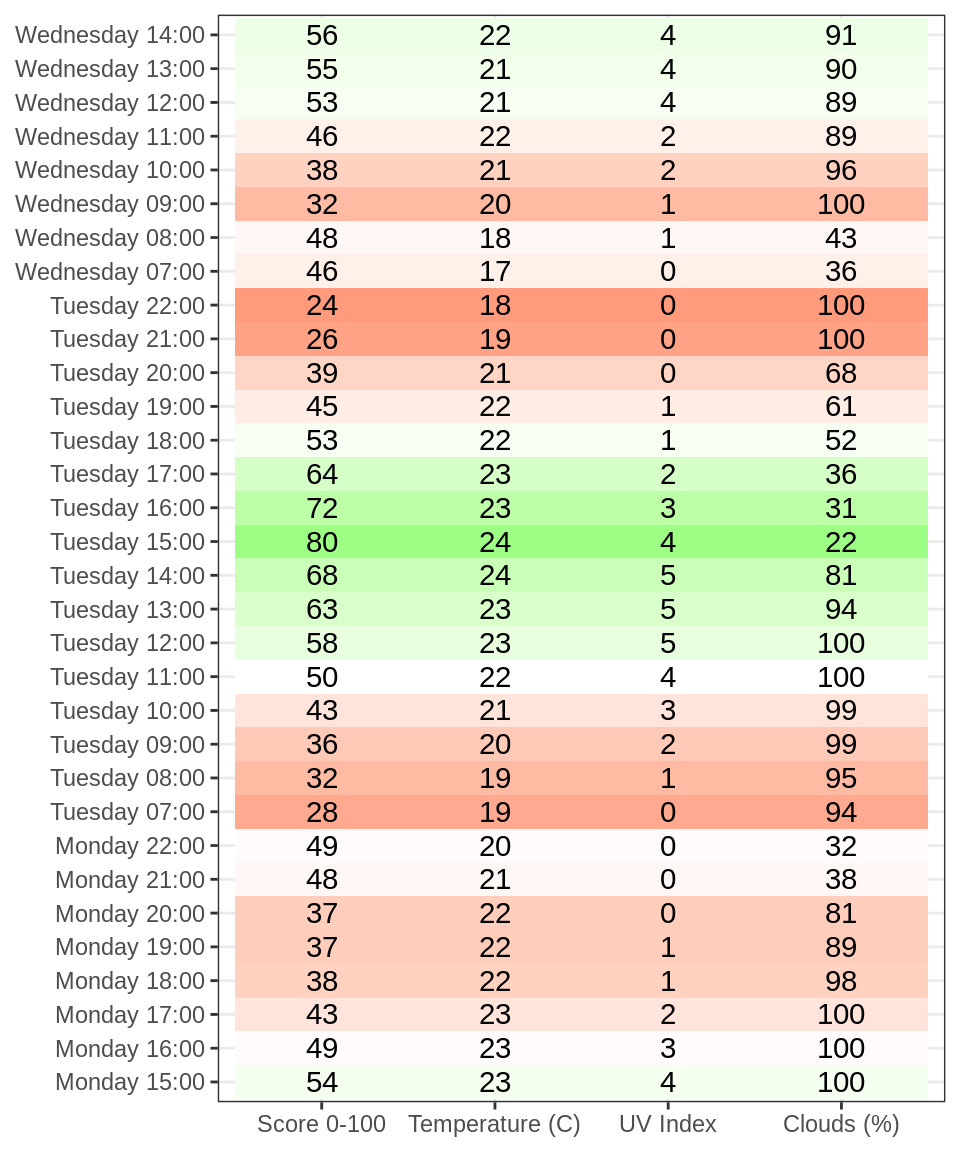 Wednesday 14:00 56 22 4 91
Wednesday 13:00 55 21 4 90
Wednesday 12:00 53 21 4 89
Wednesday 11:00 46 22 2 89
Wednesday 10:00 38 21 2 96
Wednesday 09:00 32 20 1 100
Wednesday 08:00 48 18 1 43
Wednesday 07:00 46 17 0 36
Tuesday 22:00 24 18 0 100
Tuesday 21:00 26 19 0 100
Tuesday 20:00 39 21 0 68
Tuesday 19:00 45 22 1 61
Tuesday 18:00 53 22 1 52
Tuesday 17:00 64 23 2 36
Tuesday 16:00 72 23 3 31
Tuesday 15:00 80 24 4 22
Tuesday 14:00 68 24 5 81
Tuesday 13:00 63 23 5 94
Tuesday 12:00 58 23 5 100
Tuesday 11:00 50 22 4 100
Tuesday 10:00 43 21 3 99
Tuesday 09:00 36 20 2 99
Tuesday 08:00 32 19 1 95
Tuesday 07:00 28 19 0 94
Monday 22:00 49 20 0 32
Monday 21:00 48 21 0 38
Monday 20:00 37 22 0 81
Monday 19:00 37 22 1 89
Monday 18:00 38 22 1 98
Monday 17:00 43 23 2 100
Monday 16:00 49 23 3 100
Monday 15:00 54 23 4 100
Score 0-100 Temperature (C) UV Index Clouds (%)